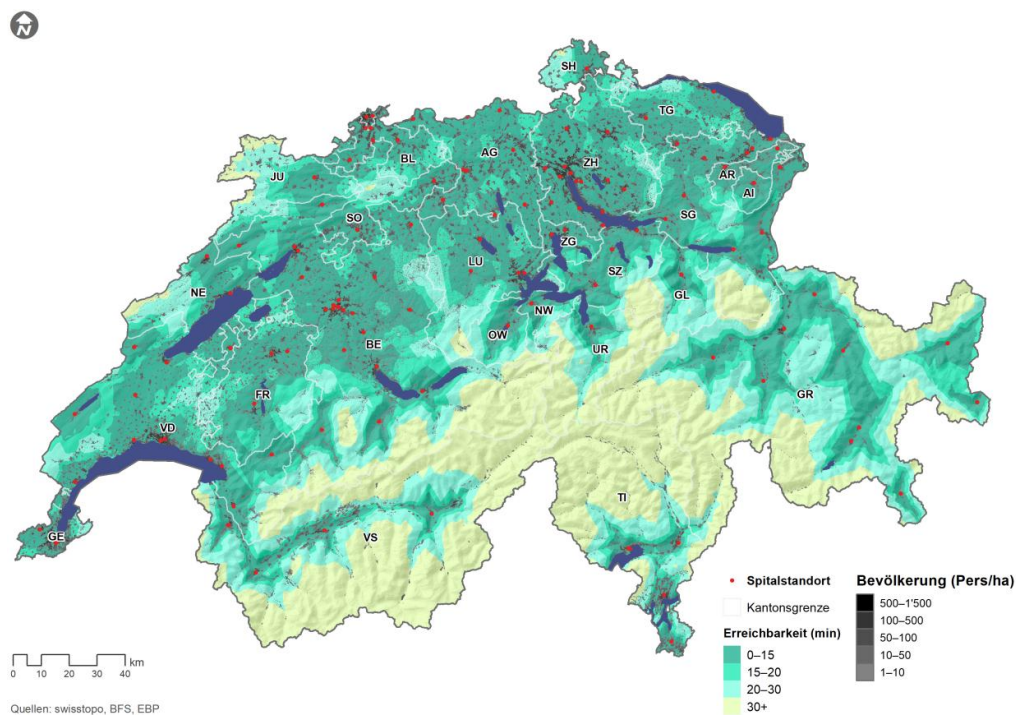 N
SH
TG
BL
AG
ZH
AR
JU
AI
SO
SG
ZG
LU
SZ
NE
GL
NW
OW
BE
UR
FR
GR
VD
TI
GE
VS
Spitalstandort
Kantonsgrenze
Erreichbarkeit (min)
0–15
15–20
20–30
30+
Bevölkerung (Pers/ha)
500–1'500
100–500
50–100
10–50
1–10
km
0 10 20 30 40
Quellen: swisstopo, BFS, EBP